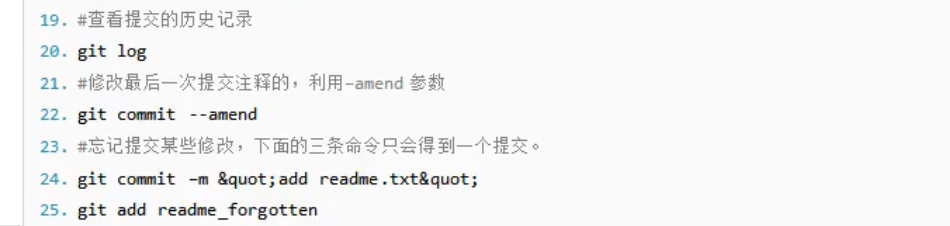 19. #查看提交的历史记录
20. git log
21. #修改最后一次提交注释的，利用-amend 参数
22. git commit --amend
23. #忘记提交某些修改，下面的三条命令只会得到一个提交。
24. git commit –m &quot;add readme.txt&quot;
25. git add readme_forgotten